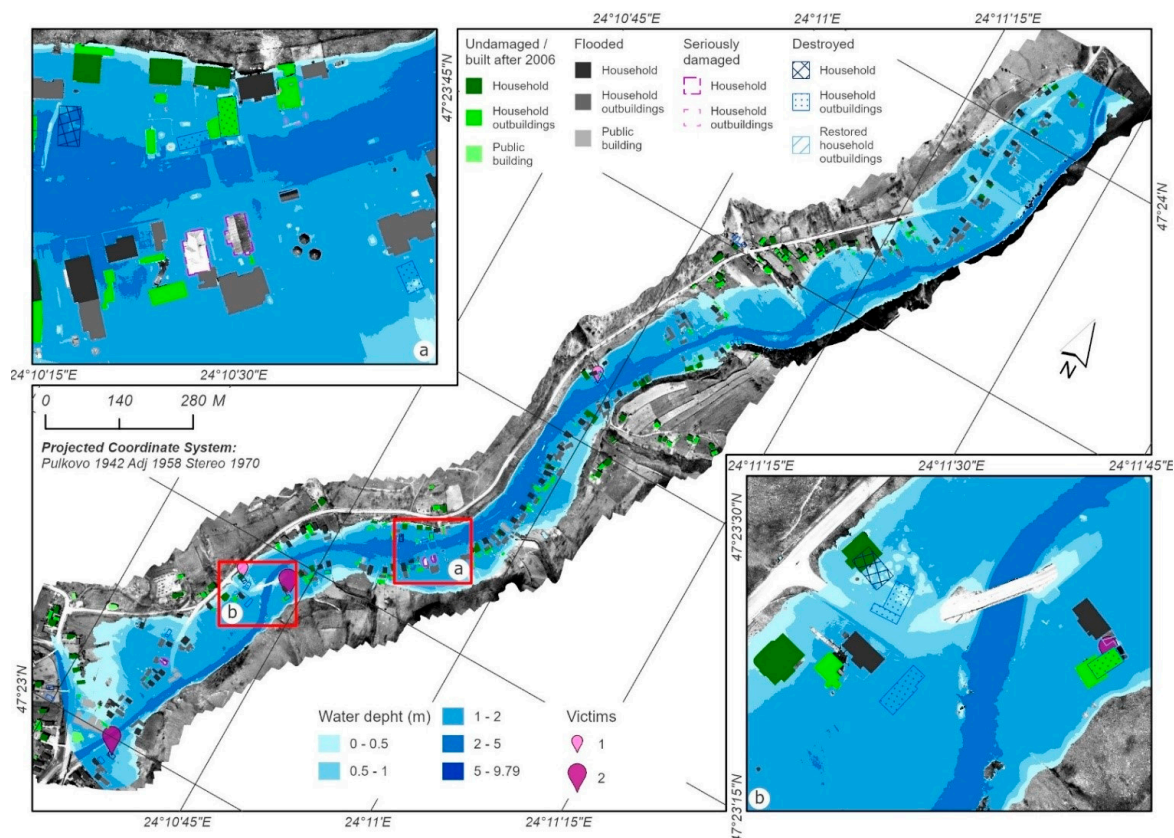 24°10'45"E
24°11'E
24°11'15"E
Undamaged /
built after 2006
Household
Household
outbuildings
Public
building
Flooded
Household
Household
outbuildings
Public
building
Seriously
damaged
Household
Household
outbuildings
Destroyed
Household
Household
outbuildings
Restored
household
outbuildings
47°23'45"N
47°24'N
a
24°10'15"E
24°10'30"E
0 140 280 M
Projected Coordinate System:
Pulkovo 1942 Adj 1958 Stereo 1970
N
a
b
47°23'N
24°11'15"E
24°11'30"E
24°11'45"E
47°23'30"N
47°23'15"N
b
Water depht (m)
0 - 0.5
0.5 - 1
1 - 2
2 - 5
5 - 9.79
Victims
1
2
24°10'45"E
24°11'E
24°11'15"E